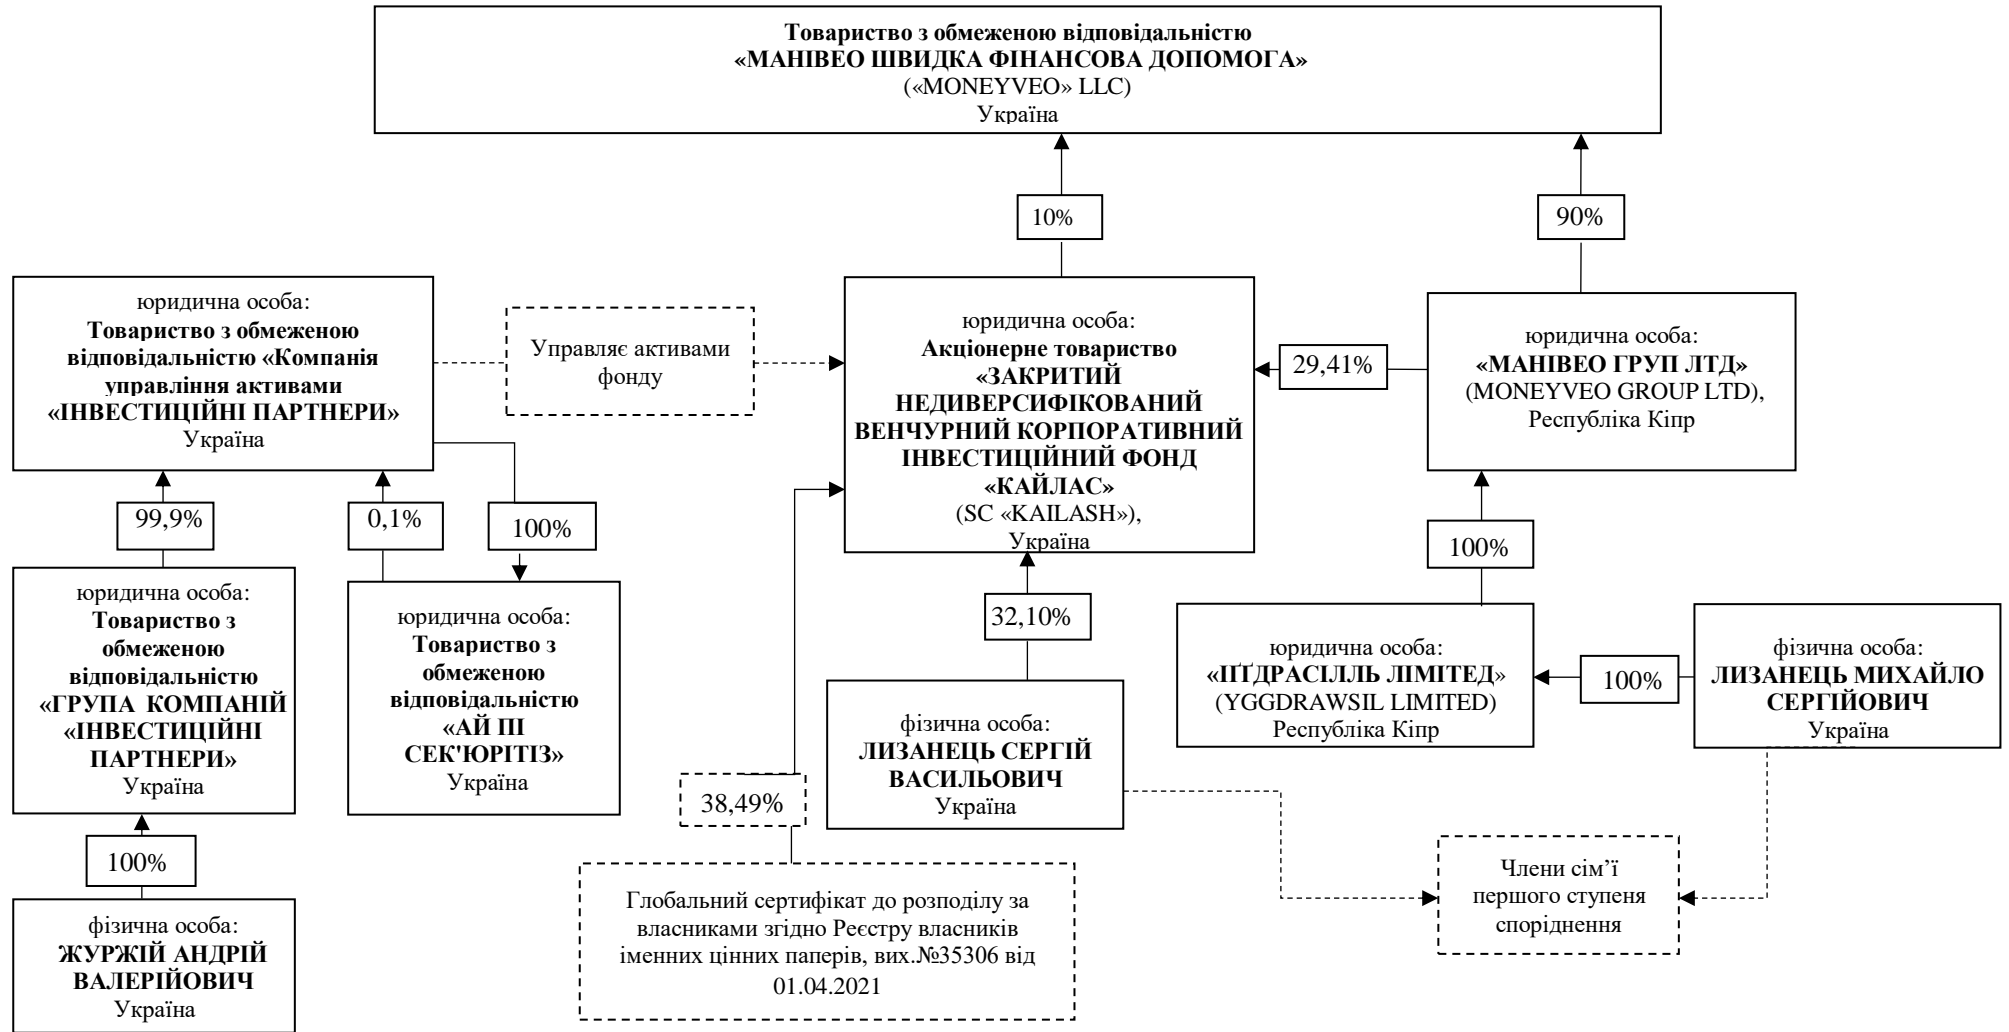 Товариство з обмеженою відповідальністю
«МАНІВЕО ШВИДКА ФІНАНСОВА ДОПОМОГА»
(«MONEYVEO» LLC)
Україна
10%
90%
юридична особа:
Товариство з обмеженою
відповідальністю «Компанія
управління активами
«ІНВЕСТИЦІЙНІ ПАРТНЕРИ»
Україна
Управляє активами
фонду
юридична особа:
Акціонерне товариство
«ЗАКРИТИЙ
НЕДИВЕРСИФІКОВАНИЙ
ВЕНЧУРНИЙ КОРПОРАТИВНИЙ
ІНВЕСТИЦІЙНИЙ ФОНД
«КАЙЛАС»
(SC «KAILASH»),
Україна
29,41%
юридична особа:
«МАНІВЕО ГРУП ЛТД»
(MONEYVEO GROUP LTD),
Республіка Кіпр
99,9%
0,1%
100%
100%
юридична особа:
Товариство з
обмеженою
відповідальністю
«ГРУПА  КОМПАНІЙ
«ІНВЕСТИЦІЙНІ
ПАРТНЕРИ»
Україна
юридична особа:
Товариство з
обмеженою
відповідальністю
«АЙ ПІ
СЕК'ЮРІТІЗ»
Україна
32,10%
юридична особа:
«ІҐҐДРАСІЛЛЬ ЛІМІТЕД»
(YGGDRAWSIL LIMITED)
Республіка Кіпр
100%
фізична особа:
ЛИЗАНЕЦЬ МИХАЙЛО
СЕРГІЙОВИЧ
Україна
фізична особа:
ЛИЗАНЕЦЬ СЕРГІЙ
ВАСИЛЬОВИЧ
Україна
38,49%
100%
Глобальний сертифікат до розподілу за
власниками згідно Реєстру власників
іменних цінних паперів, вих.№35306 від
01.04.2021
Члени сім’ї
першого ступеня
споріднення
фізична особа:
ЖУРЖІЙ АНДРІЙ
ВАЛЕРІЙОВИЧ
Україна